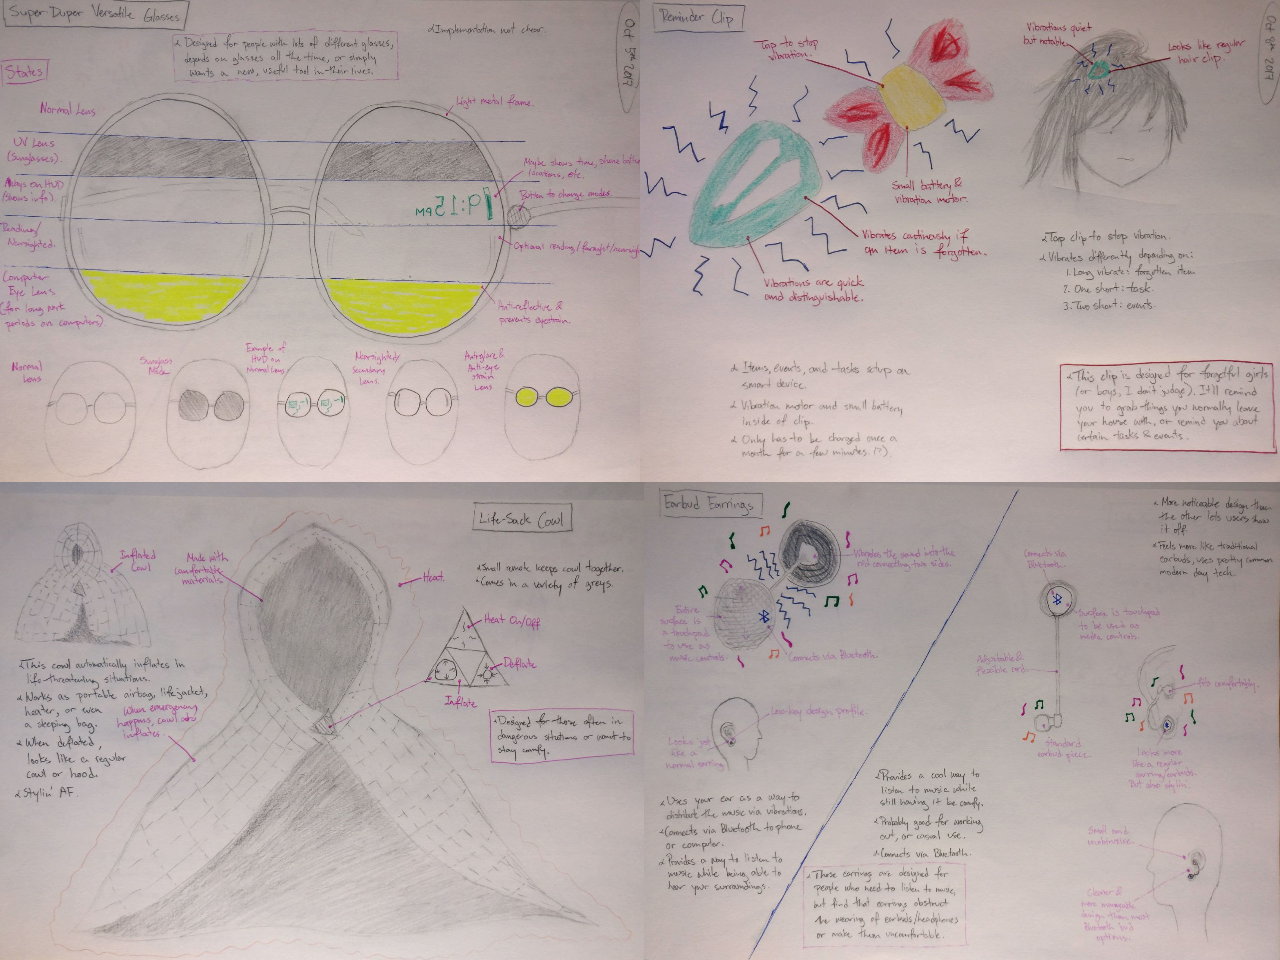 Super Duper Versatile Glasses
Implementation not clear.
Oct 5th 2017
Designed for people with lots of different glasses,
depends on glasses all the time, or simply
wants a new, useful tool in their lives.
States
Normal Lens
UV Lens
(Sunglasses)
Always on HUD
(shows info)
Reading/
Nearsighted.
Computer
Eye Lens
(for long work
periods on computers)
Light metal frame.
Maybe shows time,
locations, etc.
Button to change modes.
9:15 PM
Optional reading/farsight/
Anti-reflective &
prevents eyestrain.
Normal
Lens
Sunglass
Mode
Example of
HUD on
Normal Lens
Nearsighted/
Secondary
Lens.
Antiglare &
Anti-eye
strain
Lens
Reminder Clip
Oct 8th 2017
Tap to stop
vibration.
Small battery &
vibration motor.
Vibrates continously if
an item is forgotten.
Vibrations are quick
and distinguishable.
Vibrations quiet
but notable.
Looks like regular
hair clip.
Tap clip to stop vibration.
Vibrates differently depending on:
1. Long vibrate: forgotten item
2. One short: task.
3. Two short: events.
Items, events, and tasks setup on
smart device.
Vibration motor and small battery
inside of clip.
Only has to be charged once a
month for a few minutes. (?)
This clip is designed for forgetful girls
(or boys, I don't judge). It'll remind
you to grab things you normally leave
your house with, or remind you about
certain tasks & events.
Life-Sack Cowl
Inflated
Cowl
Made with
comfortable
materials.
Heat.
Small remote keeps cowl together.
Comes in a variety of greys.
Heat On/Off
Deflate
Inflate
Designed for those often in
dangerous situations or want to
stay comfy.
This cowl automatically inflates in
life-threatening situations.
Works as portable airbag, lifejacket,
heater, or even
a sleeping bag.
When deflated,
looks like a regular
cowl or hood.
Stylin' AF.
When emergency
happens, cowl also
inflates.
Earbud Earrings
Vibrates the sound into the
Entire
surface is
a touchpad
to use as
music controls.
Connects via Bluetooth.
Low-key design profile.
Looks just
like a
normal earring
Uses your ear as a way to
distribute the music via vibrations.
Connects via Bluetooth to phone
or computer.
Provides a way to listen to
music while being able to
hear your surroundings.
More noticeable design than
the other lets users show
it off.
Feels more like traditional
earbuds, uses pretty common
modern day tech.
Connects via
Bluetooth.
Surface is touchpad
to be used as
music controls.
Adjustable &
flexible cord.
Standard
earbud piece.
Fits comfortably.
Looks more
like a regular
earring/earbuds.
But also stylin'.
Provides a cool way to
listen to music while
still having it be comfy.
Probably good for working
out, or casual use.
Connects via Bluetooth.
These earrings are designed for
people who need to listen to music,
but find that earrings obstruct
the wearing of earbuds/headphones
or make them uncomfortable.
Small and
unobtrusive.
Cleaner &
more manageable
design than most
Bluetooth bud
options.